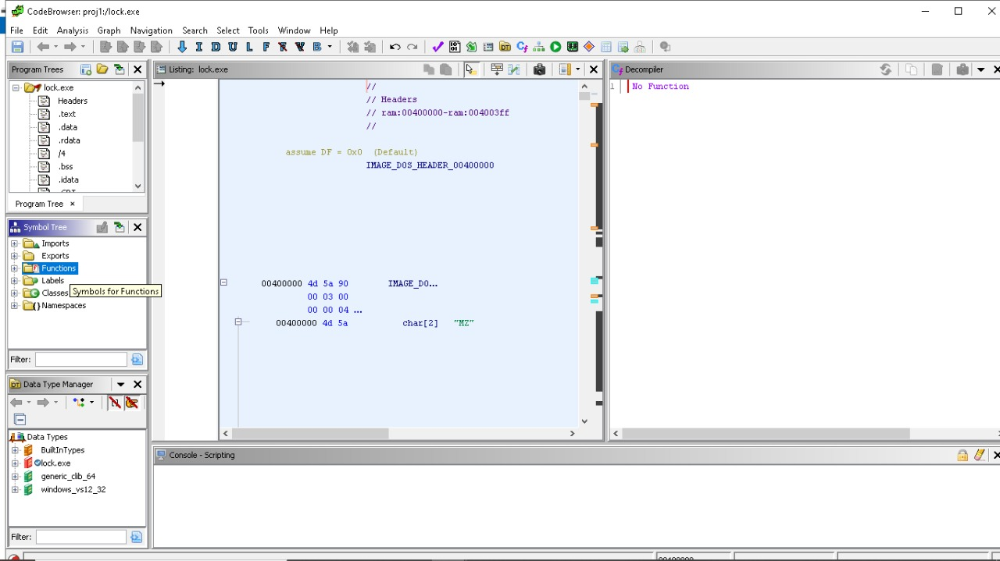 CodeBrowser: proj1:/lock.exe
File Edit Analysis Graph Navigation Search Select Tools Window Help
I D U L F F V B
Program Trees
lock.exe
Headers
.text
.data
.rdata
/4
.bss
.idata
.CRT
Program Tree ×
Symbol Tree
Imports
Exports
Functions
Labels
Classes
Namespaces
Symbols for Functions
Filter:
Data Type Manager
Data Types
BuiltInTypes
lock.exe
generic_clib_64
windows_vs12_32
Filter:
Listing: lock.exe
//
// Headers
// ram:00400000-ram:004003ff
//
assume DF = 0x0 (Default)
IMAGE_DOS_HEADER_00400000
00400000 4d 5a 90 IMAGE_DO...
00 03 00
00 00 04 ...
00400000 4d 5a char[2] "MZ"
Decompiler
1 No Function
Console - Scripting
00400000